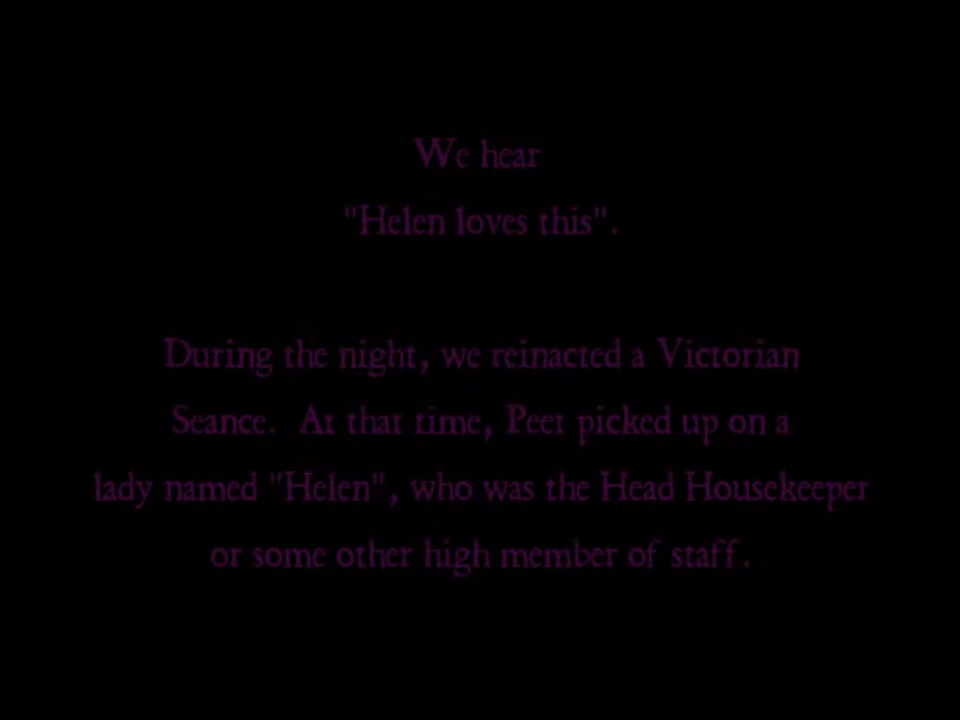 We hear
"Helen loves this".
During the night, we reinacted a Victorian
Seance.  At that time, Peet picked up on a
lady named "Helen", who was the Head Housekeeper
or some other high member of staff.